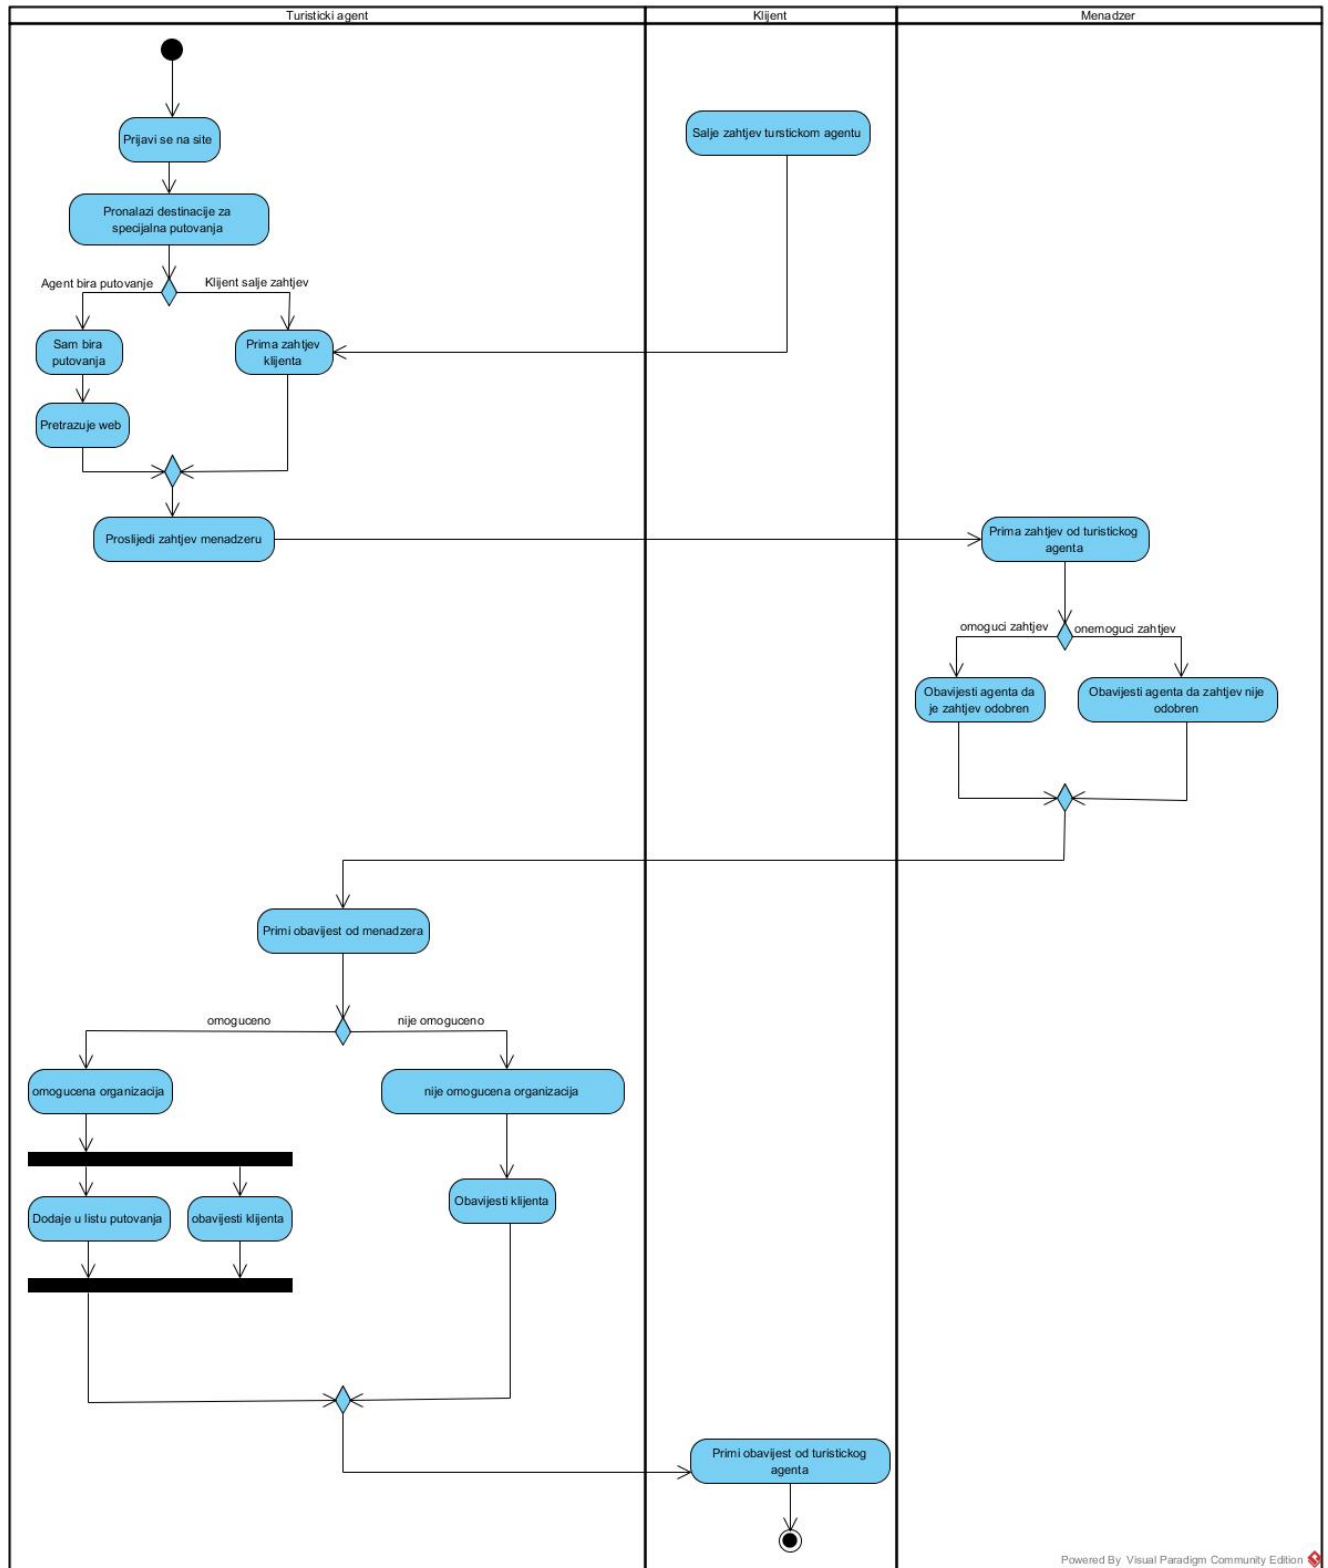 Turisticki agent
Klijent
Menadzer
Prijavi se na site
Salje zahtjev turstickom agentu
Pronalazi destinacije za
specijalna putovanja
Agent bira putovanje
Klijent salje zahtjev
Sam bira
putovanja
Prima zahtjev
klijenta
Pretrazuje web
Proslijedi zahtjev menadzeru
Prima zahtjev od turistickog
agenta
omoguci zahtjev
onemoguci zahtjev
Obavijesti agenta da
je zahtjev odobren
Obavijesti agenta da zahtjev nije
odobren
Primi obavijest od menadzera
omoguceno
nije omoguceno
omogucena organizacija
nije omogucena organizacija
Obavijesti klijenta
Dodaje u listu putovanja
obavijesti klijenta
Primi obavijest od turistickog
agenta
Powered By Visual Paradigm Community Edition